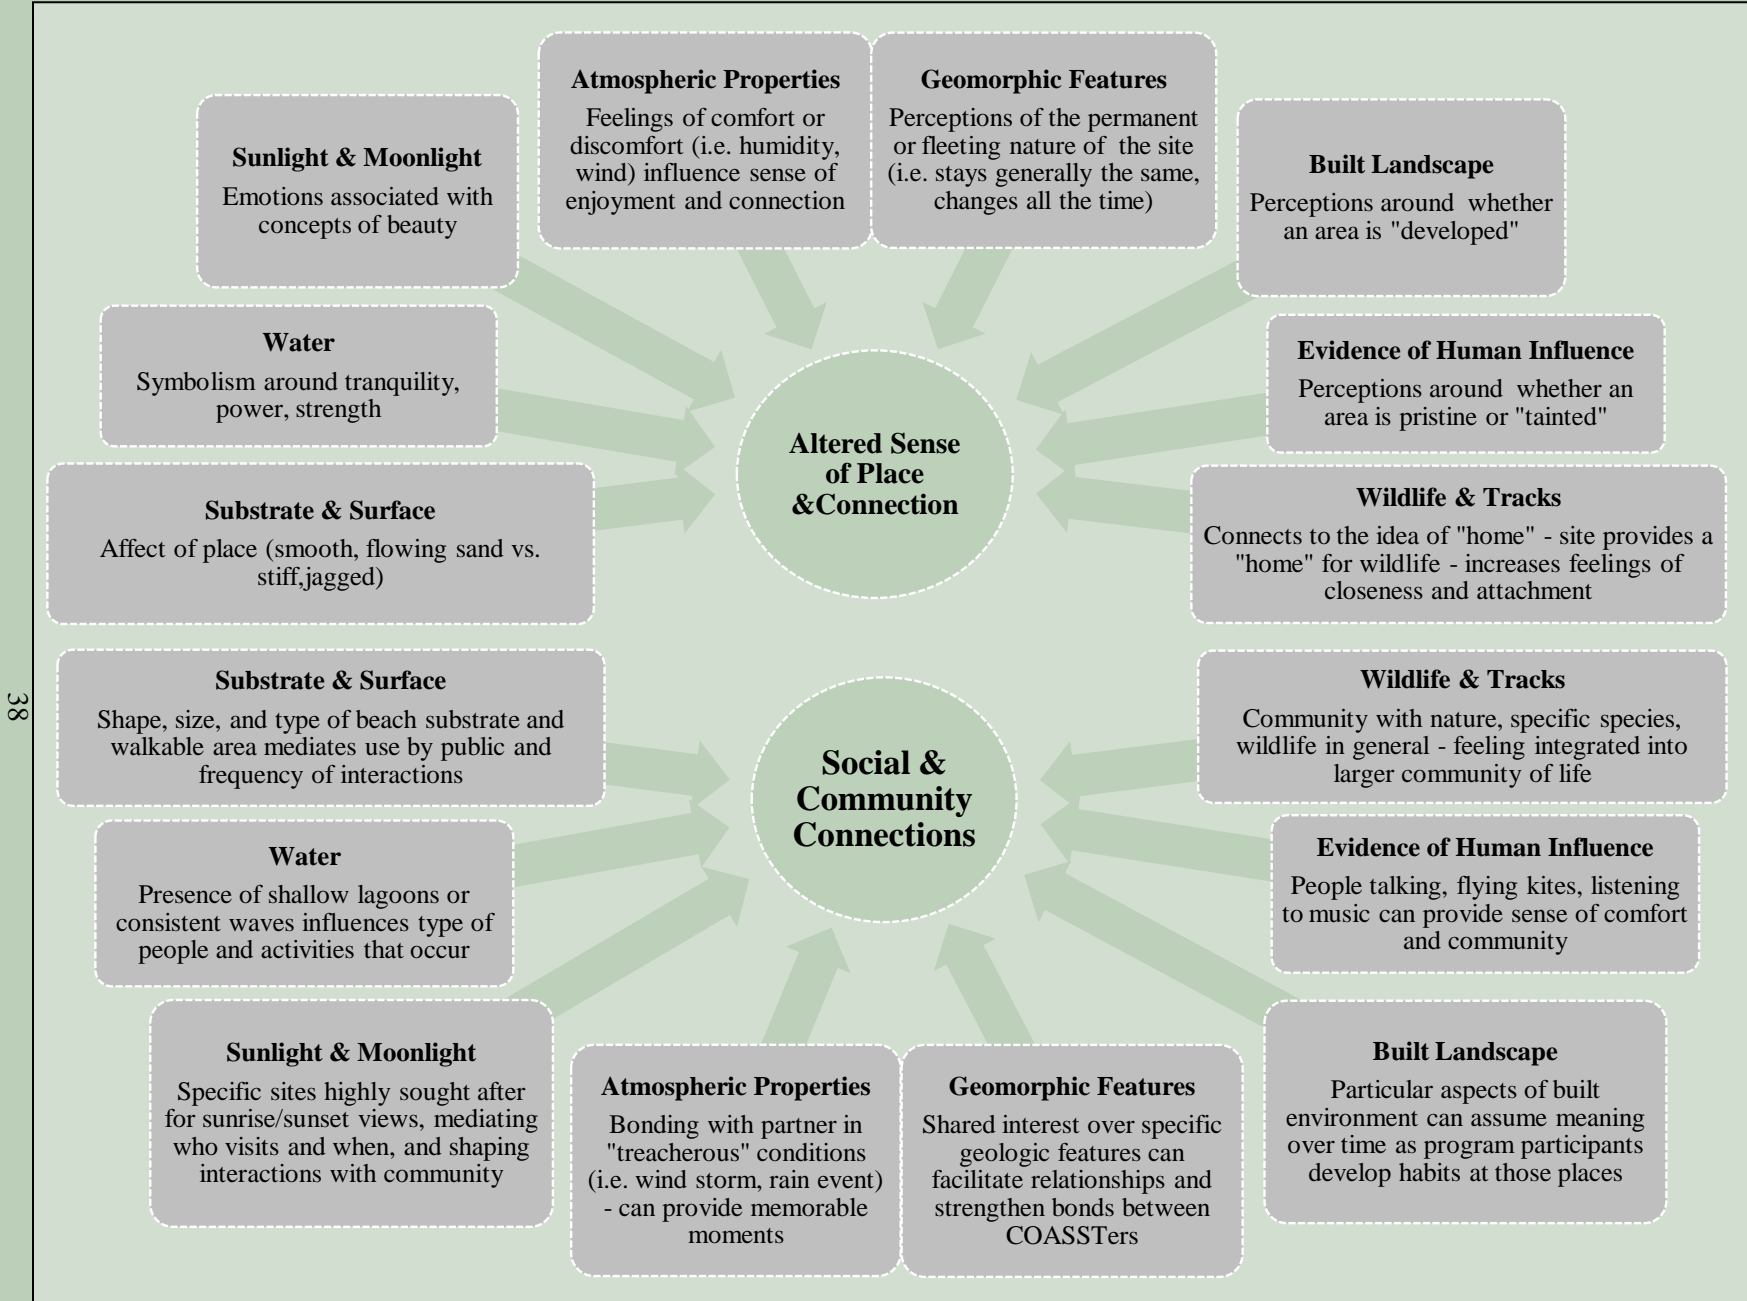 Atmospheric Properties
Feelings of comfort or
discomfort (i.e. humidity,
wind) influence sense of
enjoyment and connection
Geomorphic Features
Perceptions of the permanent
or fleeting nature of the site
(i.e. stays generally the same,
changes all the time)
Sunlight & Moonlight
Emotions associated with
concepts of beauty
Built Landscape
Perceptions around whether
an area is "developed"
Water
Symbolism around tranquility,
power, strength
Evidence of Human Influence
Perceptions around whether an
area is pristine or "tainted"
Altered Sense
of Place
&Connection
Substrate & Surface
Affect of place (smooth, flowing sand vs.
stiff,jagged)
Wildlife & Tracks
Connects to the idea of "home" - site provides a
"home" for wildlife - increases feelings of
closeness and attachment
Substrate & Surface
Shape, size, and type of beach substrate and
walkable area mediates use by public and
frequency of interactions
Wildlife & Tracks
Community with nature, specific species,
wildlife in general - feeling integrated into
larger community of life
38
Social &
Community
Connections
Water
Presence of shallow lagoons or
consistent waves influences type of
people and activities that occur
Evidence of Human Influence
People talking, flying kites, listening
to music can provide sense of comfort
and community
Sunlight & Moonlight
Specific sites highly sought after
for sunrise/sunset views, mediating
who visits and when, and shaping
interactions with community
Atmospheric Properties
Bonding with partner in
"treacherous" conditions
(i.e. wind storm, rain event)
- can provide memorable
moments
Geomorphic Features
Shared interest over specific
geologic features can
facilitate relationships and
strengthen bonds between
COASSTers
Built Landscape
Particular aspects of built
environment can assume meaning
over time as program participants
develop habits at those places